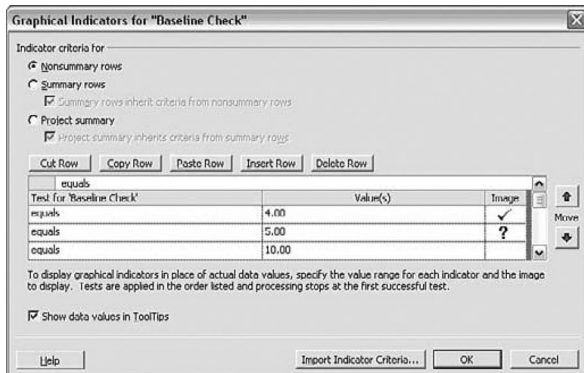 Graphical Indicators for "Baseline Check"
Indicator criteria for
Nonsummary rows
Summary rows
Summary rows inherit criteria from nonsummary rows
Project summary
Project summary inherits criteria from summary rows
Cut Row Copy Row Paste Row Insert Row Delete Row
equals
Test for 'Baseline Check' Value(s) Image
equals 4.00
Move
equals 5.00 ?
equals 10.00
To display graphical indicators in place of actual data values, specify the value range for each indicator and the image
to display. Tests are applied in the order listed and processing stops at the first successful test.
Show data values in ToolTips
Help Import Indicator Criteria... OK Cancel